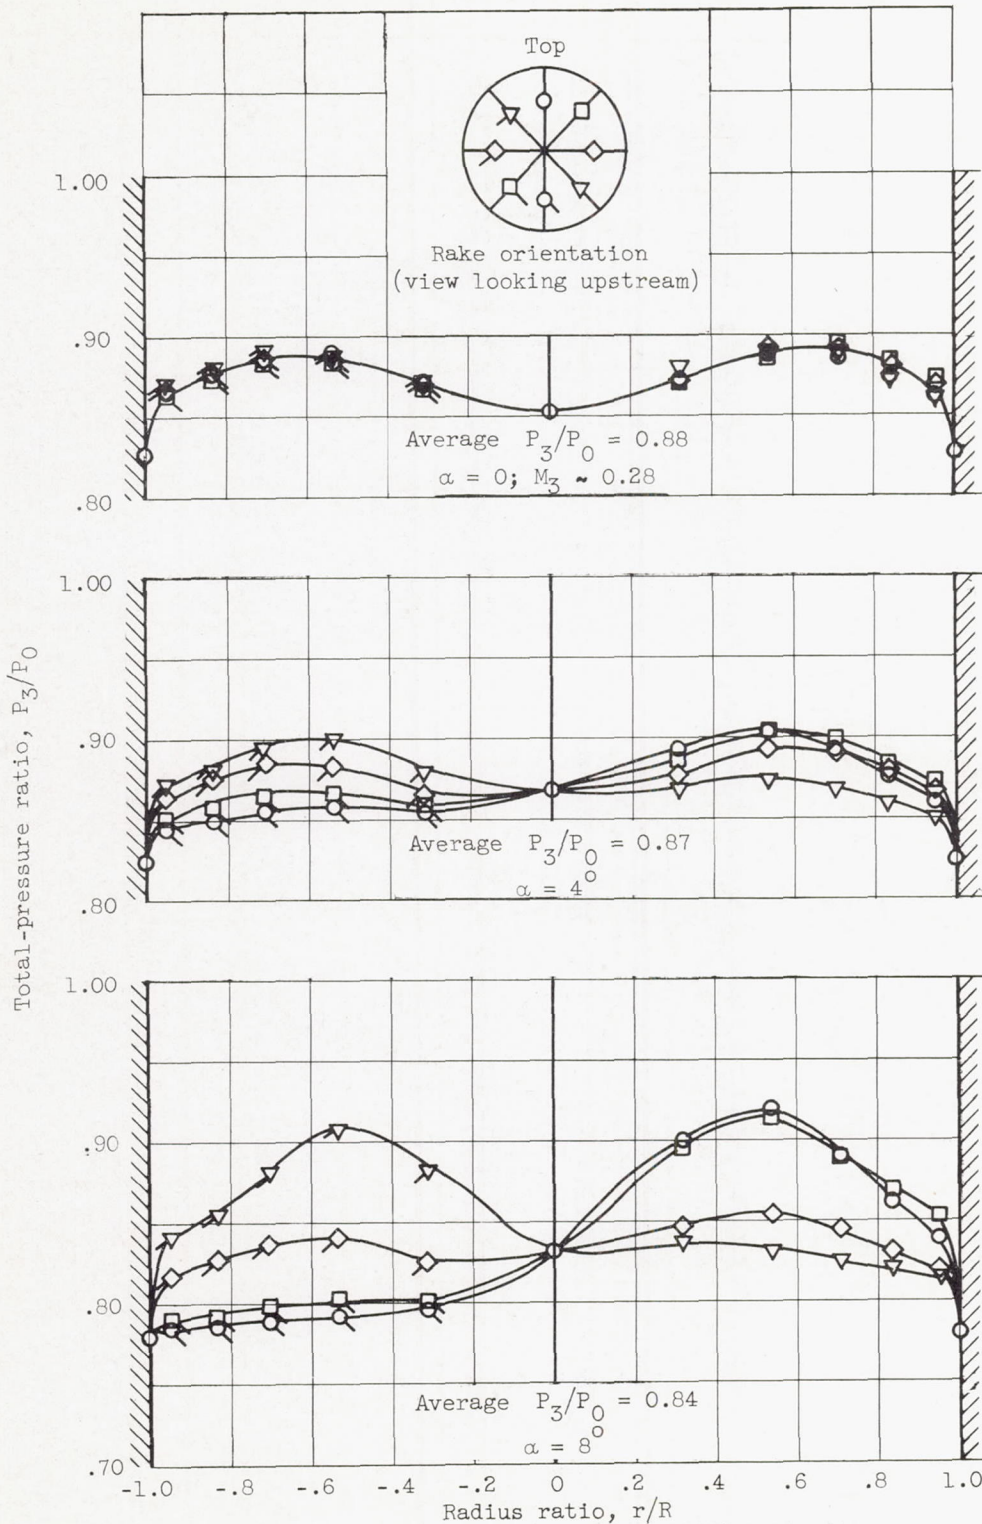 Top
Rake orientation
(view looking upstream)
1.00
.90
.80
Average P3/P0 = 0.88
α = 0; M3 ≈ 0.28
1.00
.90
.80
Average P3/P0 = 0.87
α = 4°
Total-pressure ratio, P3/P0
1.00
.90
.80
.70
Average P3/P0 = 0.84
α = 8°
-1.0 -.8 -.6 -.4 -.2 0 .2 .4 .6 .8 1.0
Radius ratio, r/R